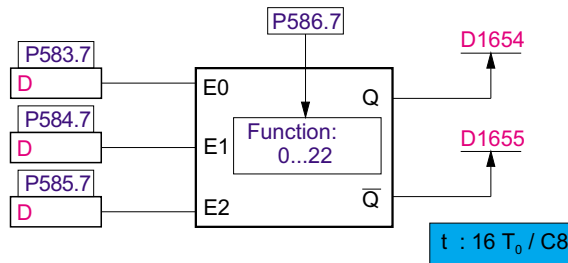 P586.7
D1654
P583.7
D
E0
Q
P584.7
D
E1
Function:
0...22
D1655
P585.7
D
E2
Q̅
t : 16 T₀ / C8